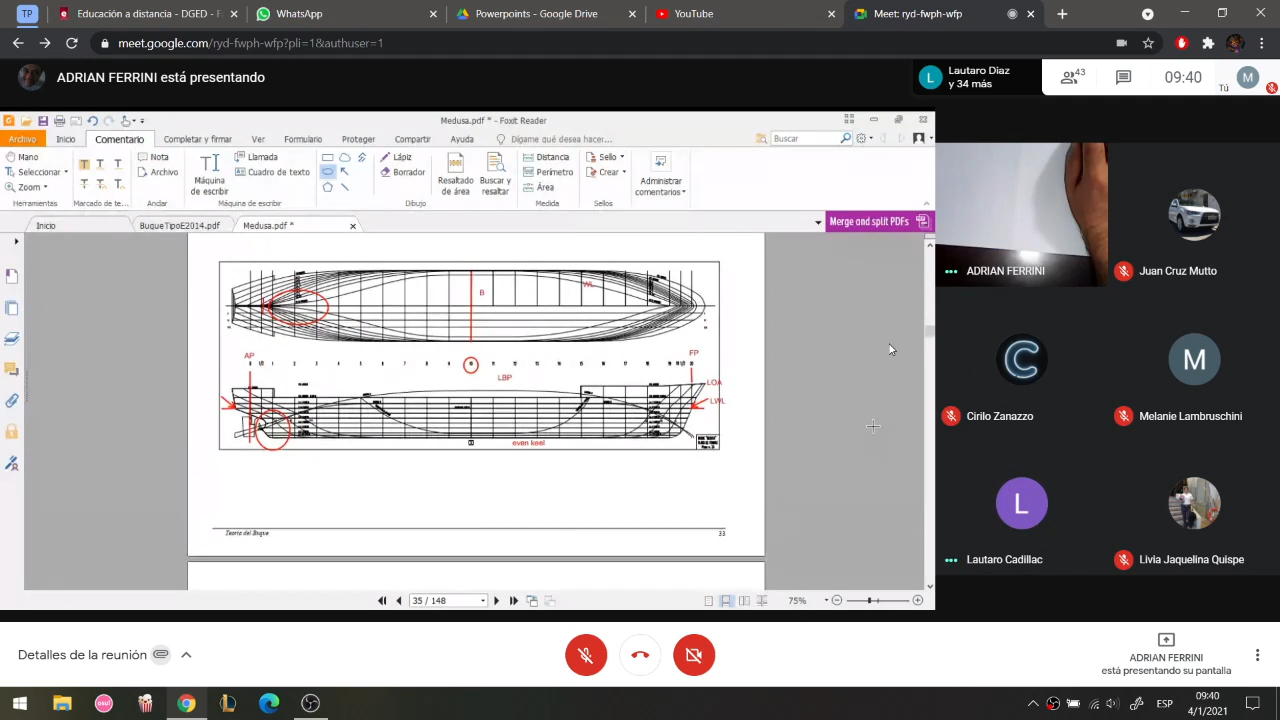 TP
Educación a distancia - DGED - F
WhatsApp
Powerpoints - Google Drive
YouTube
Meet: ryd-fwph-wfp
meet.google.com/ryd-fwph-wfp?pli=1&authuser=1
ADRIAN FERRINI está presentando
L
Lautaro Diaz
y 34 más
43
09:40
Tú
M
Medusa.pdf * - Foxit Reader
Archivo
Inicio
Comentario
Completar y firmar
Ver
Formulario
Proteger
Compartir
Ayuda
Dígame qué desea hacer...
Buscar
Mano
Seleccionar
Zoom
Herramientas
Marcado de te...
Nota
Archivo
Andar
Máquina
de escribir
Llamada
Cuadro de texto
Máquina de escribir
Lápiz
Borrador
Dibujo
Resaltado
de área
Buscar y
resaltar
Distancia
Perímetro
Área
Medida
Sello
Crear
Sellos
Administrar
comentarios
Inicio
BuqueTipoE2014.pdf
Medusa.pdf *
Merge and split PDFs
B
WL
AP
FP
LBP
LOA
LWL
even keel
Teoría del Buque
33
35 / 148
75%
ADRIAN FERRINI
Juan Cruz Mutto
C
Cirilo Zanazzo
M
Melanie Lambruschini
L
Lautaro Cadillac
Livia Jaquelina Quispe
Detalles de la reunión
ADRIAN FERRINI
está presentando su pantalla
osu!
ESP
09:40
4/1/2021